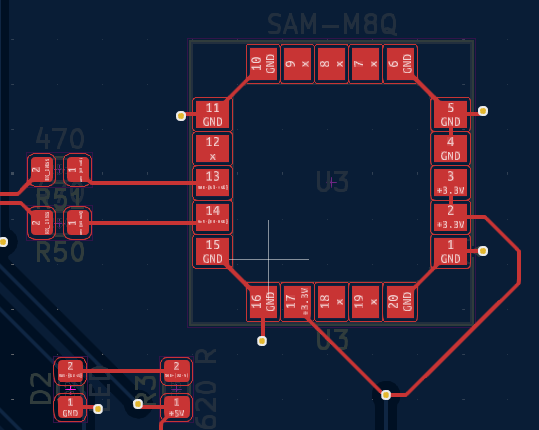 SAM-M8Q
10 GND
9 x
8 x
7 x
6 GND
11 GND
5 GND
470
12 x
4 GND
2
1
13
U3
3 +3.3V
R51
14
2 +3.3V
2
1
R50
15 GND
1 GND
16 GND
17 +3.3V
18 x
19 x
20 GND
U3
D2
2
1 GND
R3
2
1 +5V
620 R